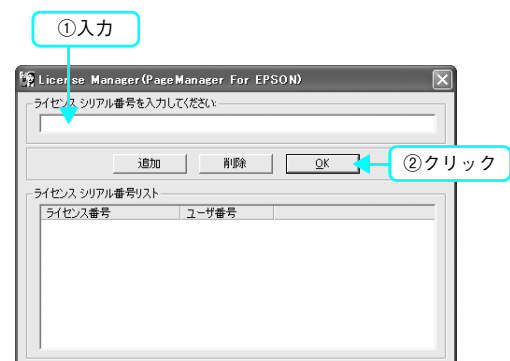 ①入力
License Manager(PageManager For EPSON)
ライセンス シリアル番号を入力してください:
追加 削除 OK
②クリック
ライセンス シリアル番号リスト
ライセンス番号 ユーザ番号